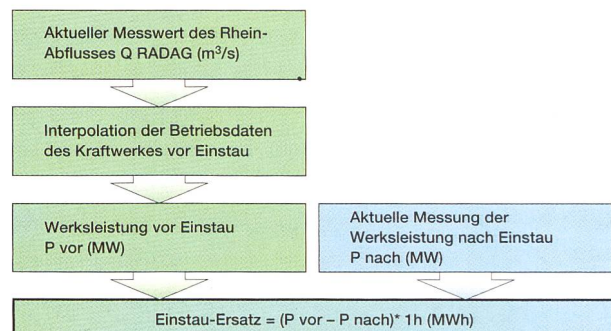 Aktueller Messwert des Rhein-
Abflusses Q RADAG (m³/s)
Interpolation der Betriebsdaten
des Kraftwerkes vor Einstau
Werksleistung vor Einstau
P vor (MW)
Aktuelle Messung der
Werksleistung nach Einstau
P nach (MW)
Einstau-Ersatz = (P vor – P nach)* 1h (MWh)